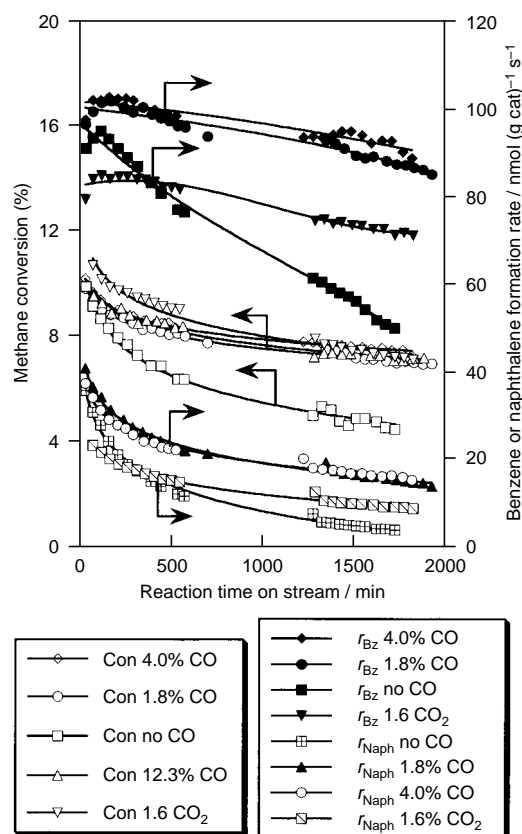 20
16
12
8
4
0
Methane conversion (%)
120
100
80
60
40
20
0
Benzene or naphthalene formation rate / nmol (g cat)⁻¹ s⁻¹
0
500
1000
1500
2000
Reaction time on stream / min
Con 4.0% CO
Con 1.8% CO
Con no CO
Con 12.3% CO
Con 1.6 CO₂
r_Bz 4.0% CO
r_Bz 1.8% CO
r_Bz no CO
r_Bz 1.6 CO₂
r_Naph no CO
r_Naph 1.8% CO
r_Naph 4.0% CO
r_Naph 1.6% CO₂